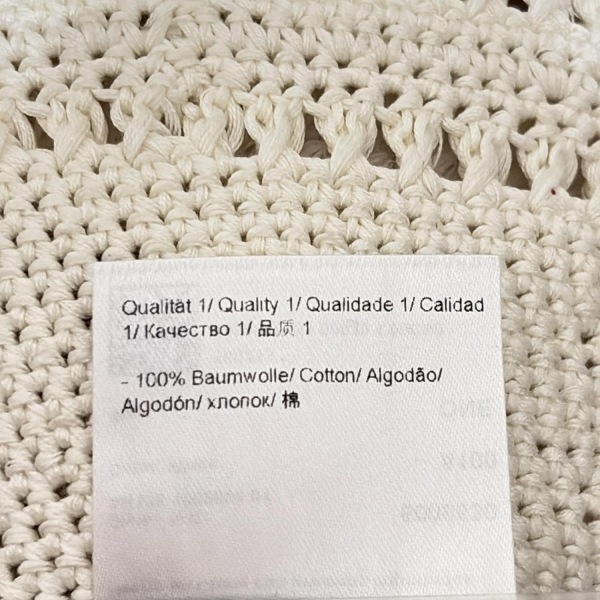 Qualität 1/ Quality 1/ Qualidade 1/ Calidad
1/ Качество 1/ 品质 1
- 100% Baumwolle/ Cotton/ Algodão/
Algodón/ хлопок/ 棉